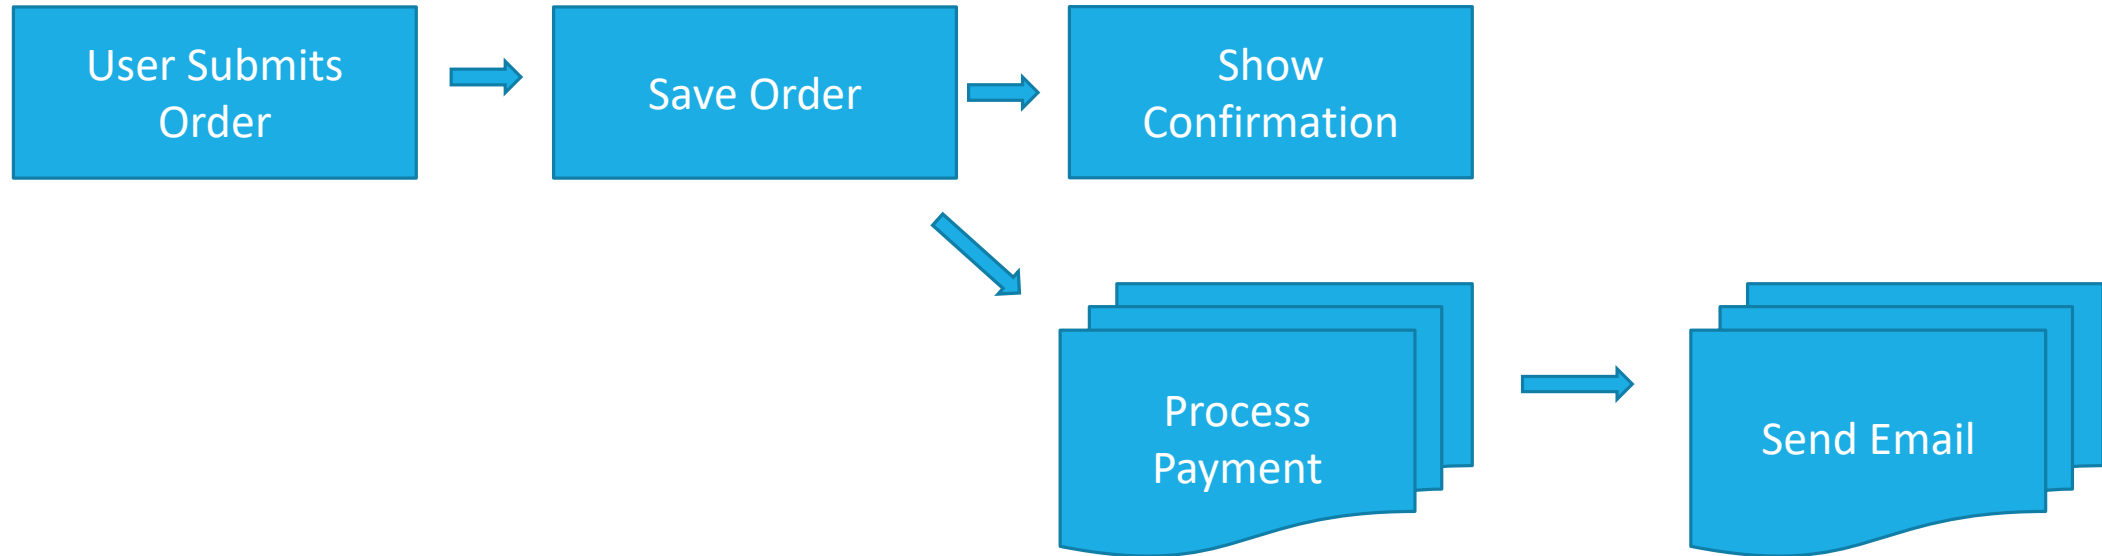 User Submits
Order
Save Order
Show
Confirmation
Process
Payment
Send Email